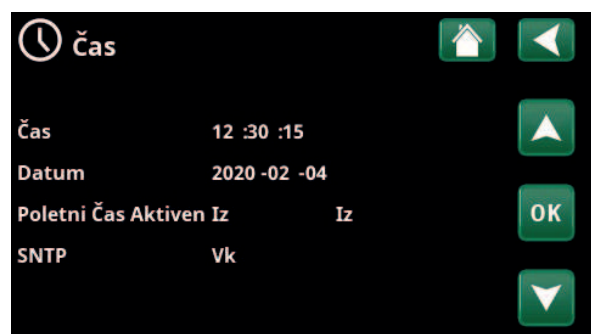 Čas
Čas 12 :30 :15
Datum 2020 -02 -04
Poletni Čas Aktiven Iz Iz
OK
SNTP Vk